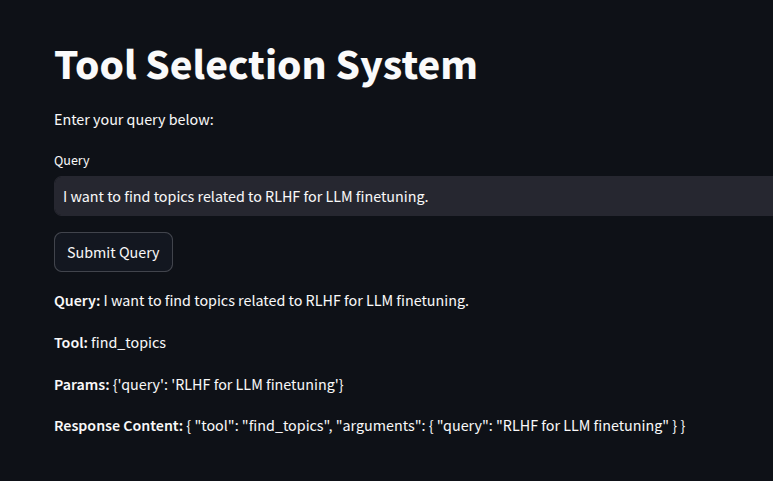 Tool Selection System
Enter your query below:
Query
I want to find topics related to RLHF for LLM finetuning.
Submit Query
Query: I want to find topics related to RLHF for LLM finetuning.
Tool: find_topics
Params: {'query': 'RLHF for LLM finetuning'}
Response Content: { "tool": "find_topics", "arguments": { "query": "RLHF for LLM finetuning" } }